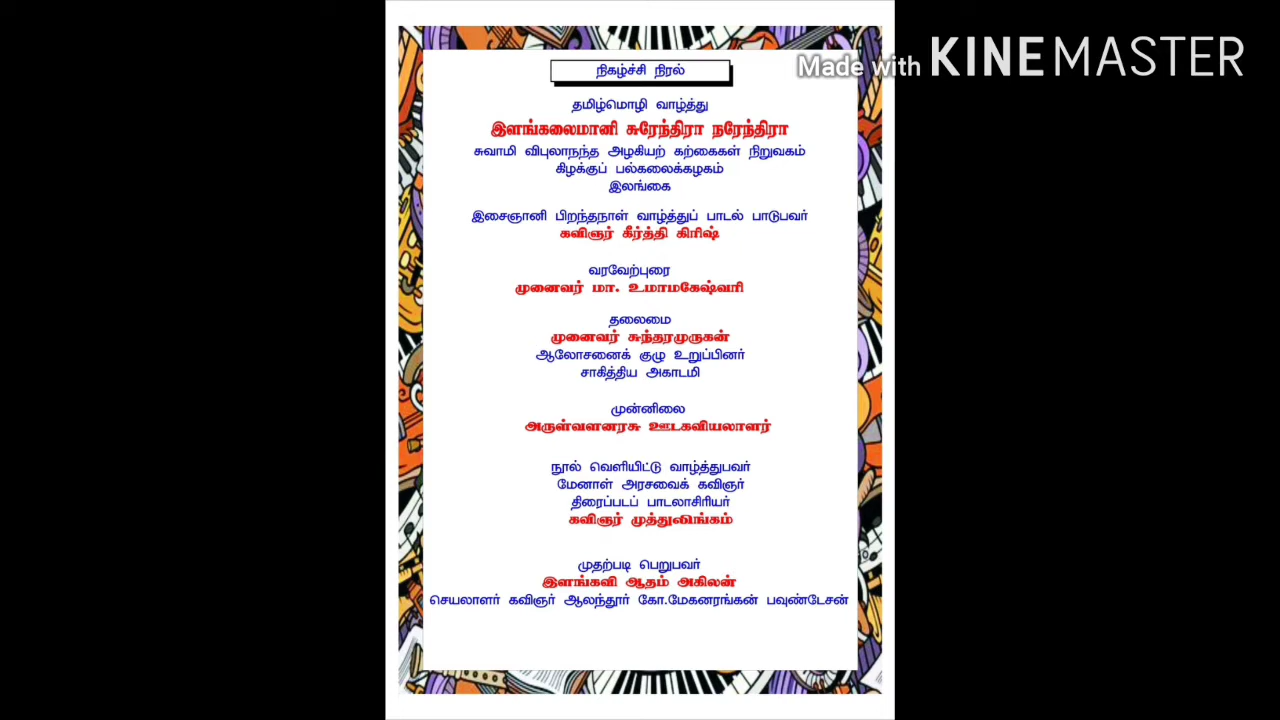 நிகழ்ச்சி நிரல்
Made with KINEMASTER
தமிழ்மொழி வாழ்த்து
இளங்கலைமானி சுரேந்திரா நரேந்திரா
சுவாமி விபுலாநந்த அழகியற் கற்கைகள் நிறுவகம்
கிழக்குப் பல்கலைக்கழகம்
இலங்கை
இசைஞானி பிறந்தநாள் வாழ்த்துப் பாடல் பாடுபவர்
கவிஞர் கீர்த்தி கிரிஷ்
வரவேற்புரை
முனைவர் மா. உமாமகேஷ்வரி
தலைமை
முனைவர் சுந்தரமுருகன்
ஆலோசனைக் குழு உறுப்பினர்
சாகித்திய அகாடமி
முன்னிலை
அருள்வளனரசு ஊடகவியலாளர்
நூல் வெளியிட்டு வாழ்த்துபவர்
மேனாள் அரசவைக் கவிஞர்
திரைப்படப் பாடலாசிரியர்
கவிஞர் முத்துலிங்கம்
முதற்படி பெறுபவர்
இளங்கவி ஆதம் அகிலன்
செயலாளர் கவிஞர் ஆலந்தூர் கோ.மேகனரங்கன் பவுண்டேசன்